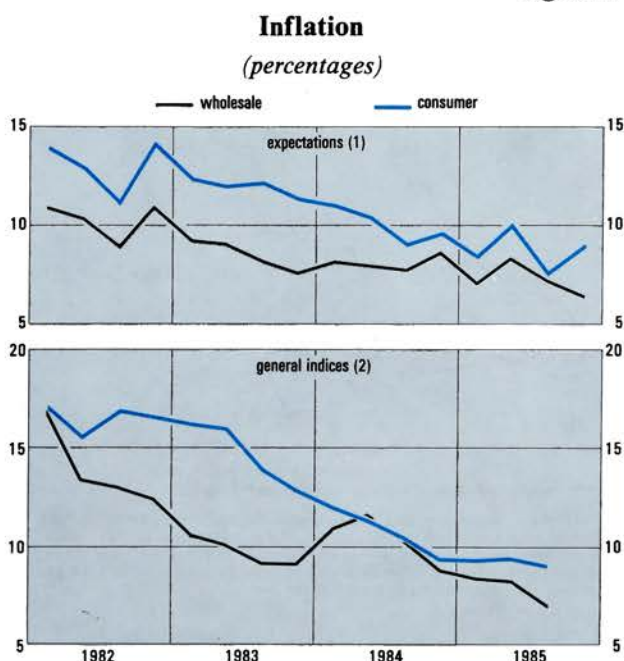 Inflation
(percentages)
wholesale consumer
15 expectations (1) 15
10 10
5 5
20 general indices (2) 20
15 15
10 10
5 5
1982 1983 1984 1985